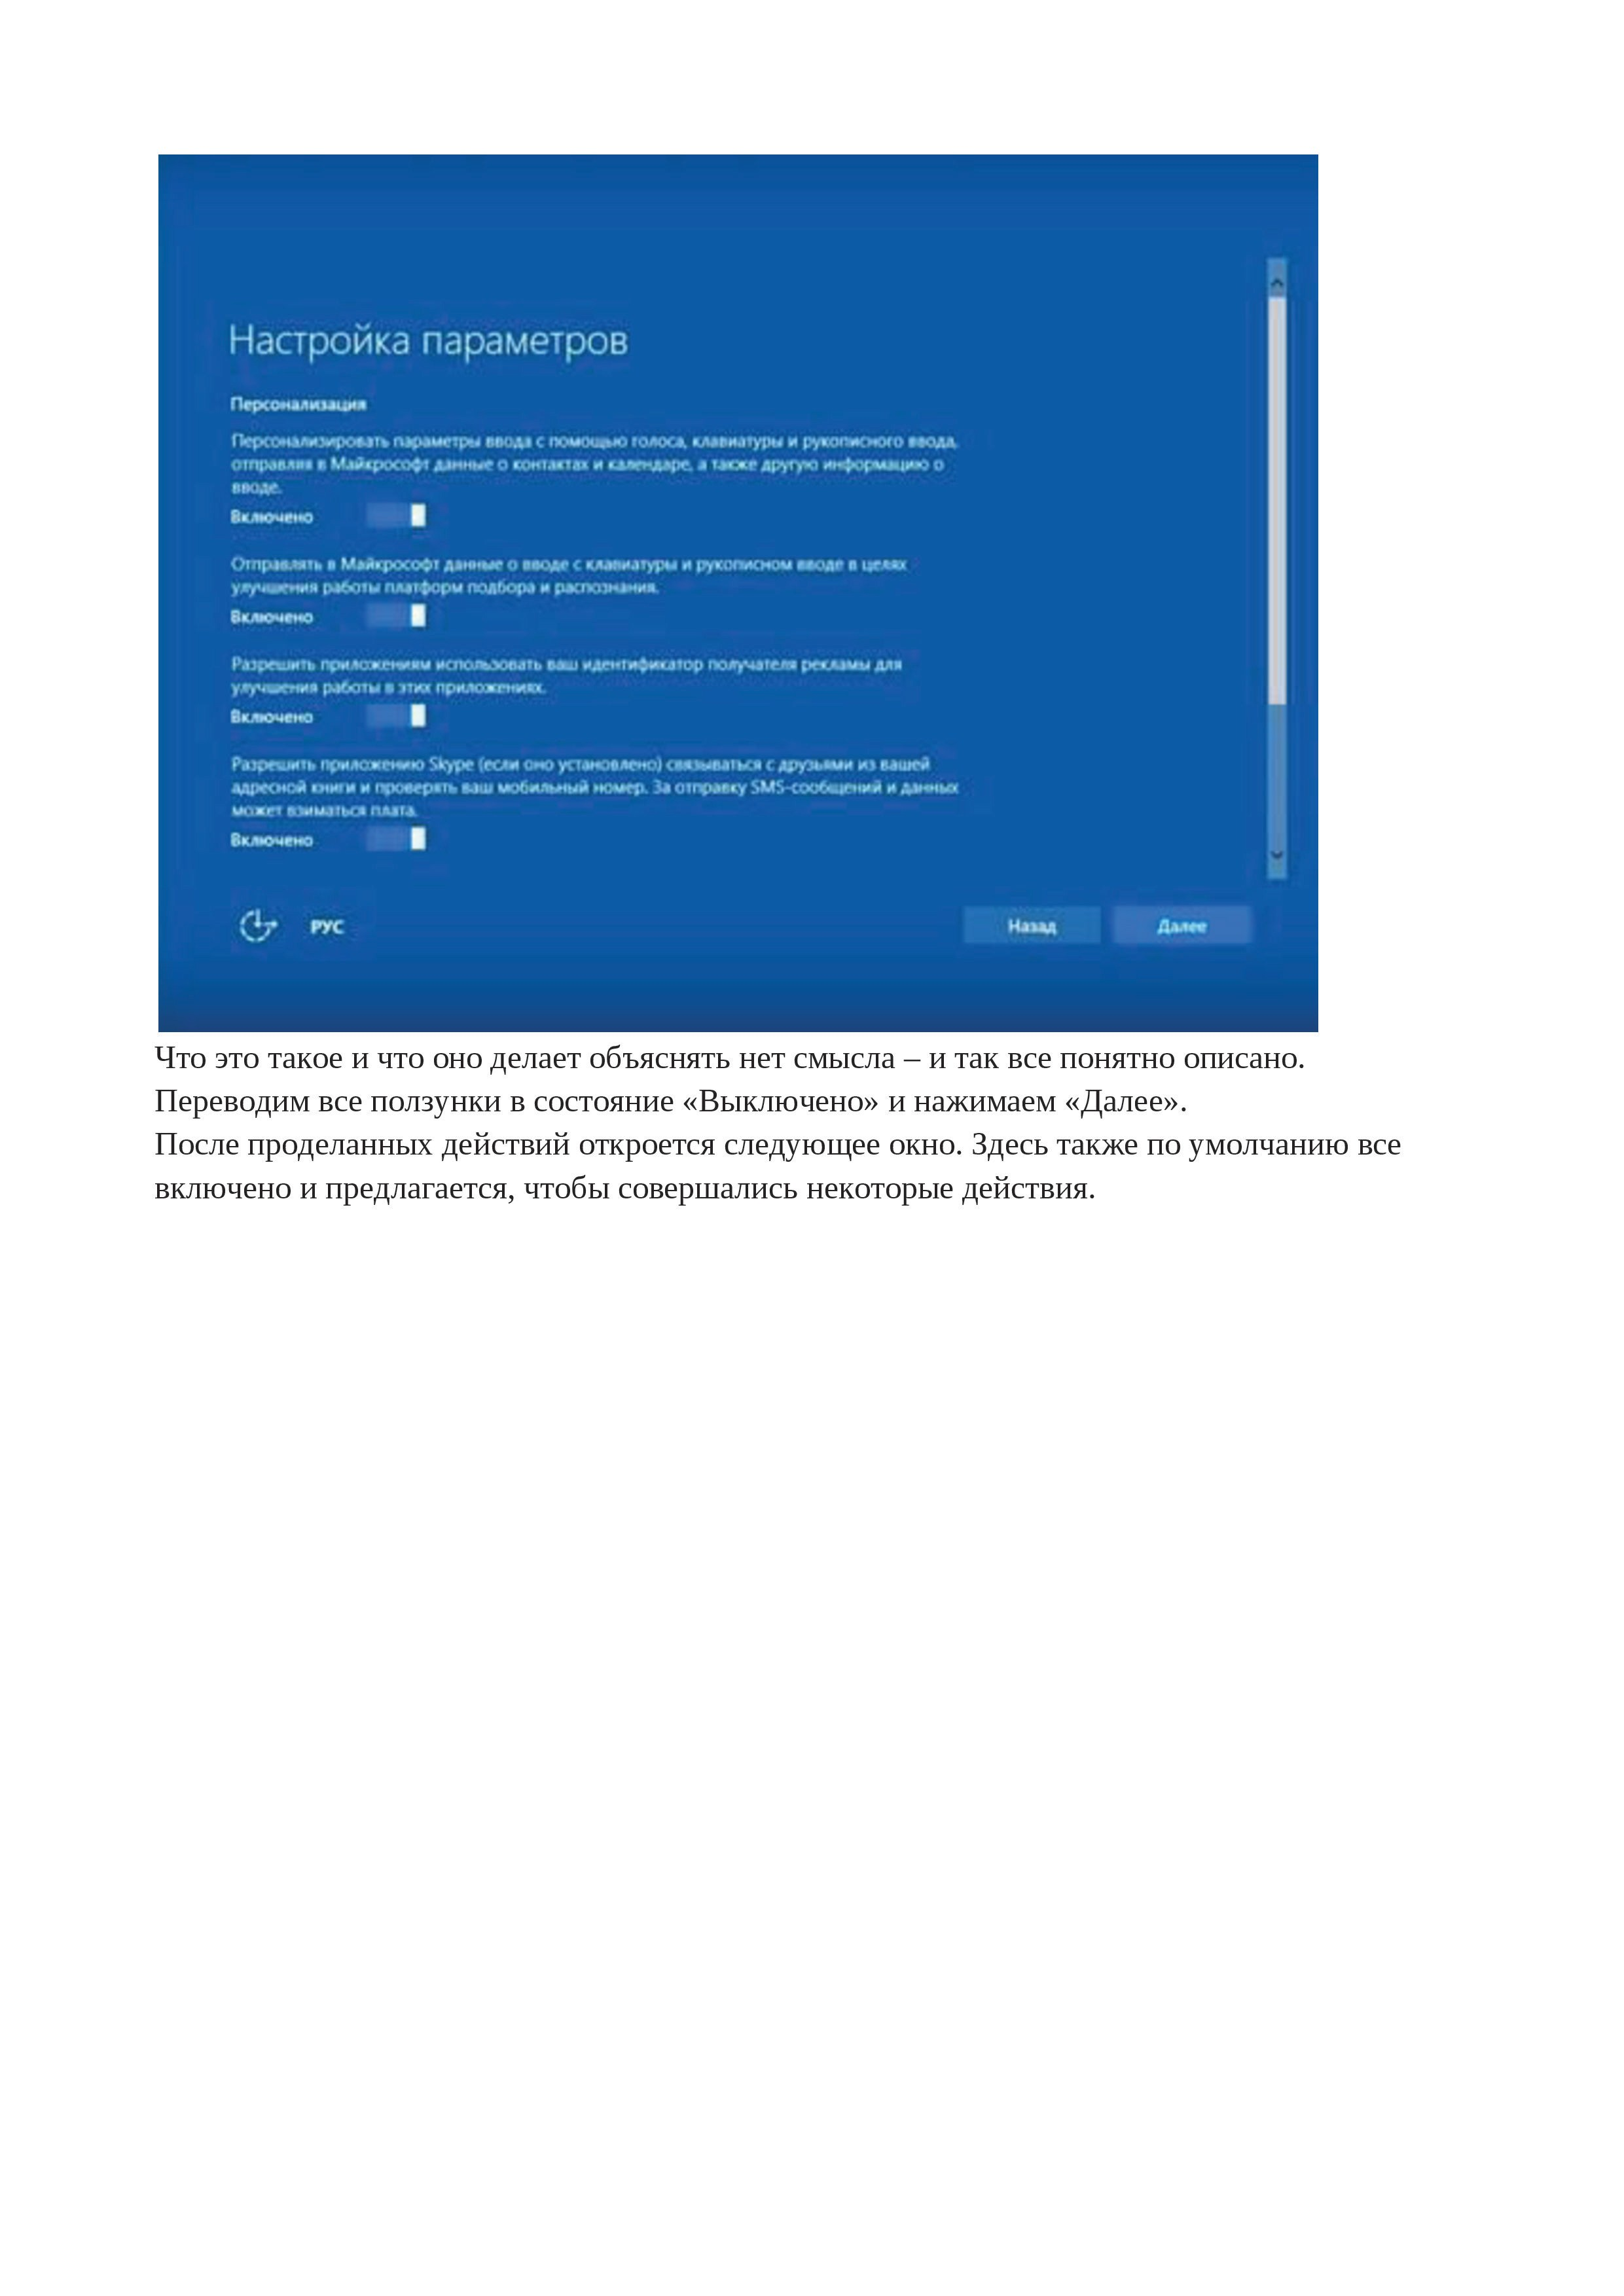 Настройка параметров
Персонализация
Персонализировать параметры ввода с помощью голоса, клавиатуры и рукописного ввода,
отправляя в Майкрософт данные о контактах и календаре, а также другую информацию о
вводе.
Включено
Отправлять в Майкрософт данные о вводе с клавиатуры и рукописном вводе в целях
улучшения работы платформ подбора и распознания.
Включено
Разрешить приложениям использовать ваш идентификатор получателя рекламы для
улучшения работы в этих приложениях.
Включено
Разрешить приложению Skype (если оно установлено) связываться с друзьями из вашей
адресной книги и проверять ваш мобильный номер. За отправку SMS-сообщений и данных
может взиматься плата.
Включено
РУС
Назад
Далее
Что это такое и что оно делает объяснять нет смысла – и так все понятно описано.
Переводим все ползунки в состояние «Выключено» и нажимаем «Далее».
После проделанных действий откроется следующее окно. Здесь также по умолчанию все
включено и предлагается, чтобы совершались некоторые действия.